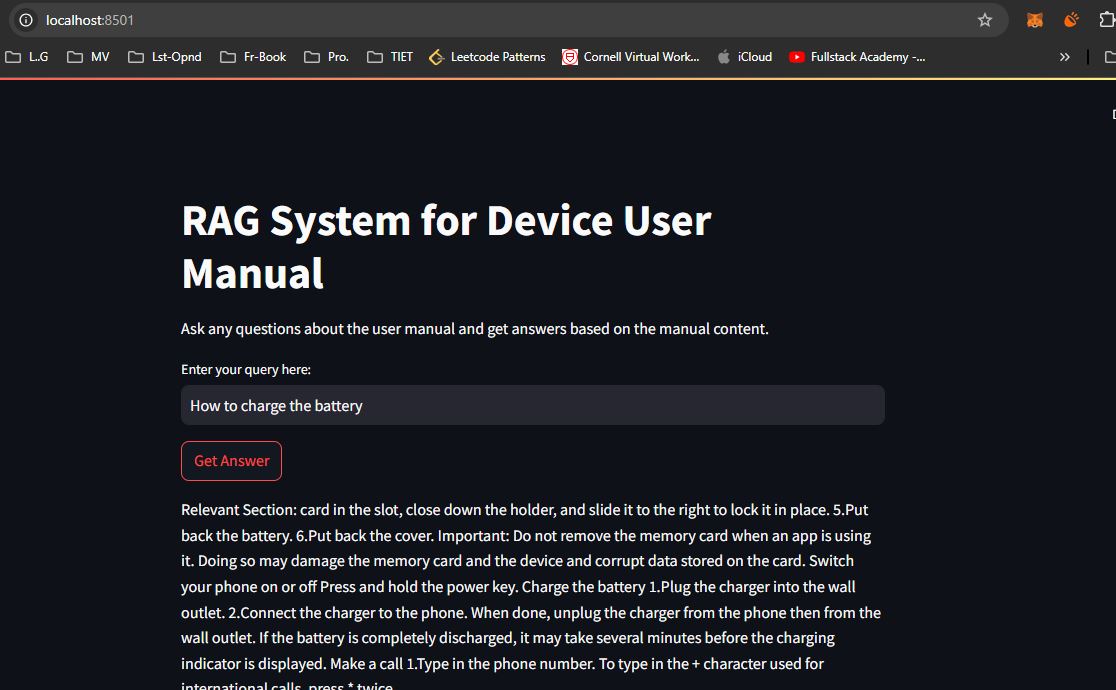 localhost:8501
L..G MV Lst-Opnd Fr-Book Pro. TIET Leetcode Patterns Cornell Virtual Work... iCloud Fullstack Academy -...
RAG System for Device User
Manual
Ask any questions about the user manual and get answers based on the manual content.
Enter your query here:
How to charge the battery
Get Answer
Relevant Section: card in the slot, close down the holder, and slide it to the right to lock it in place. 5.Put
back the battery. 6.Put back the cover. Important: Do not remove the memory card when an app is using
it. Doing so may damage the memory card and the device and corrupt data stored on the card. Switch
your phone on or off Press and hold the power key. Charge the battery 1.Plug the charger into the wall
outlet. 2.Connect the charger to the phone. When done, unplug the charger from the phone then from the
wall outlet. If the battery is completely discharged, it may take several minutes before the charging
indicator is displayed. Make a call 1.Type in the phone number. To type in the + character used for
international calls, press * twice.